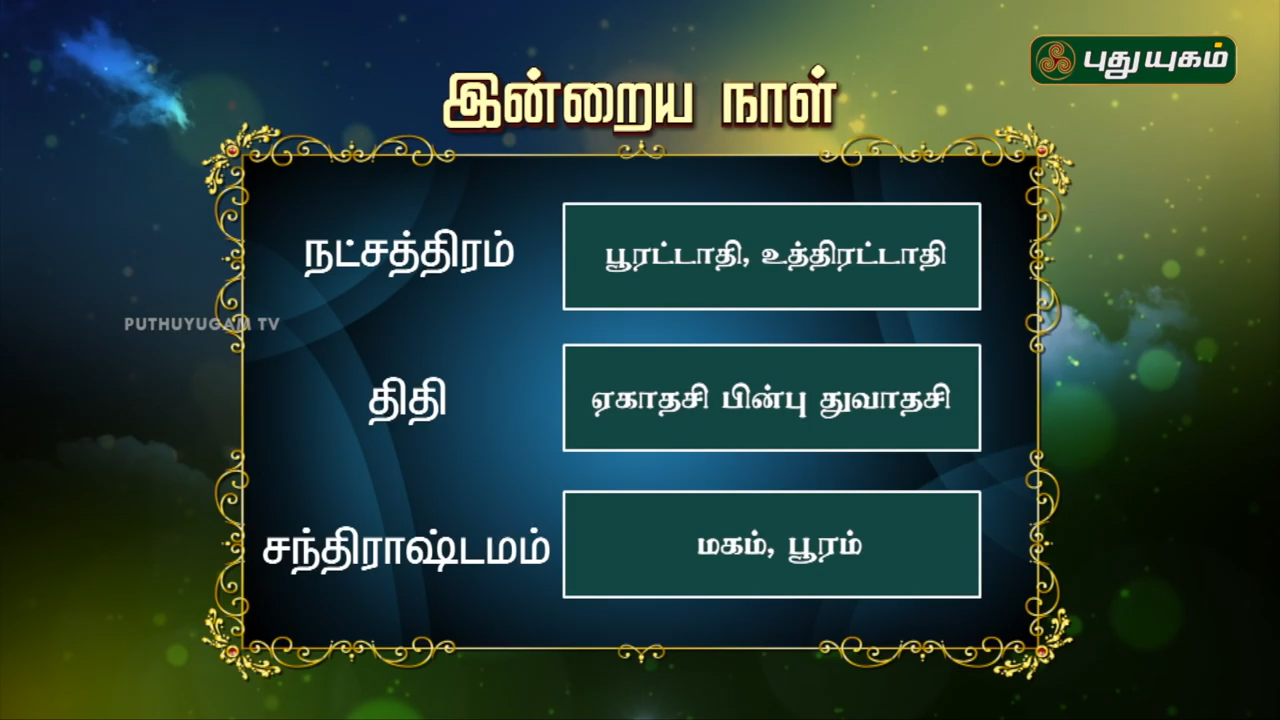 புதுயுகம்
இன்றைய நாள்
நட்சத்திரம்
பூரட்டாதி, உத்திரட்டாதி
PUTHUYUGAM TV
திதி
ஏகாதசி பின்பு துவாதசி
சந்திராஷ்டமம்
மகம், பூரம்